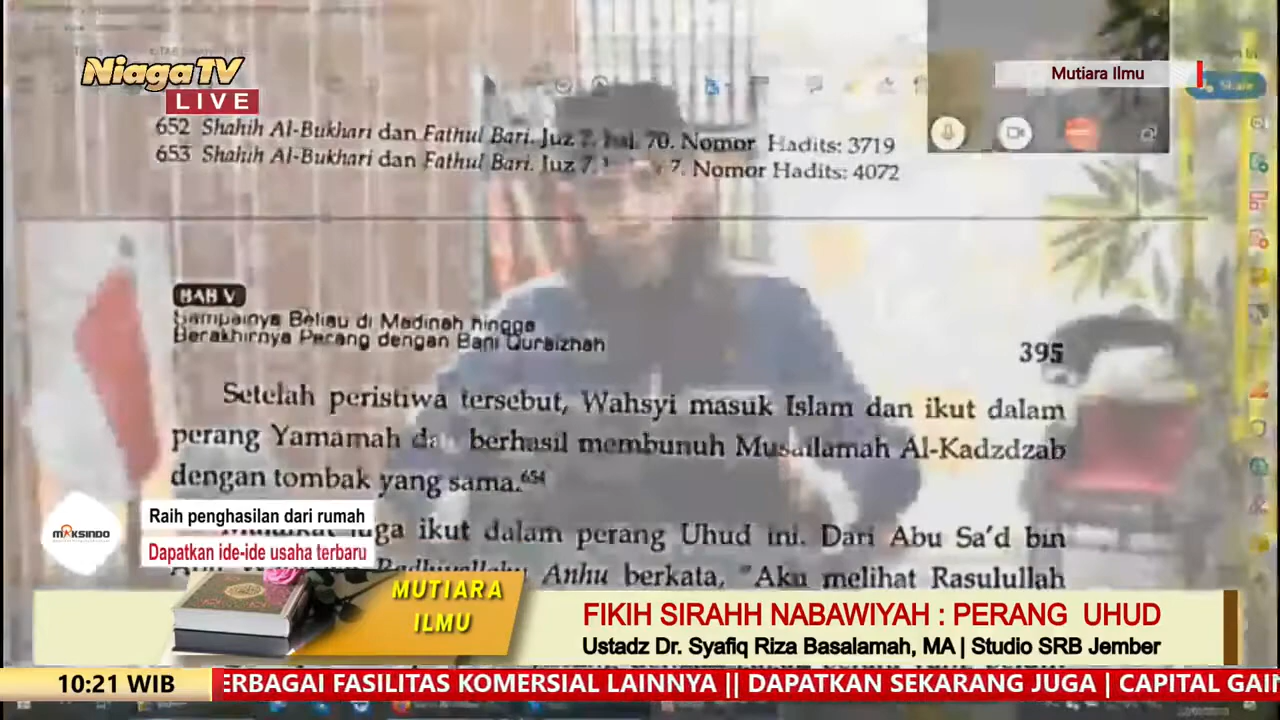 Niaga TV
LIVE
Mutiara Ilmu
Share
652 Shahih Al-Bukhari dan Fathul Bari. Juz 7. hal. 70. Nomor Hadits: 3719
653 Shahih Al-Bukhari dan Fathul Bari. Juz 7. 7. Nomor Hadits: 4072
BAB V
Sampainya Beliau di Madinah hingga
Berakhirnya Perang dengan Bani Quraizhah
395
Setelah peristiwa tersebut, Wahsyi masuk Islam dan ikut dalam
perang Yamamah dan berhasil membunuh Musailamah Al-Kadzdzab
dengan tombak yang sama.654
juga ikut dalam perang Uhud ini. Dari Abu Sa'd bin
Radhiyallahu Anhu berkata, "Aku melihat Rasulullah
MAKSINDO
Raih penghasilan dari rumah
Dapatkan ide-ide usaha terbaru
MUTIARA
ILMU
FIKIH SIRAHH NABAWIYAH : PERANG UHUD
Ustadz Dr. Syafiq Riza Basalamah, MA | Studio SRB Jember
10:21 WIB
ERBAGAI FASILITAS KOMERSIAL LAINNYA || DAPATKAN SEKARANG JUGA | CAPITAL GAIN